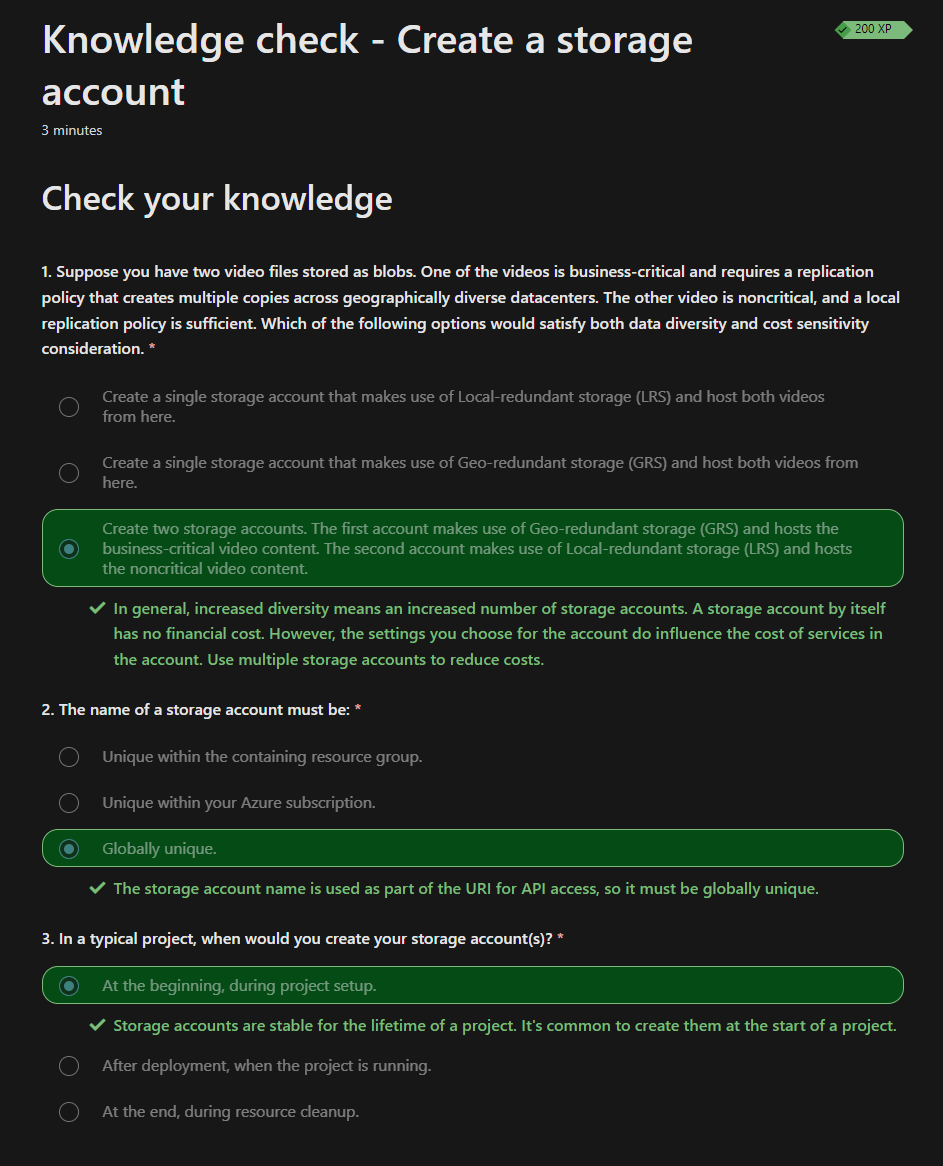 Knowledge check - Create a storage
account
200 XP
3 minutes
Check your knowledge
1. Suppose you have two video files stored as blobs. One of the videos is business-critical and requires a replication
policy that creates multiple copies across geographically diverse datacenters. The other video is noncritical, and a local
replication policy is sufficient. Which of the following options would satisfy both data diversity and cost sensitivity
consideration. *
Create a single storage account that makes use of Local-redundant storage (LRS) and host both videos
from here.
Create a single storage account that makes use of Geo-redundant storage (GRS) and host both videos from
here.
Create two storage accounts. The first account makes use of Geo-redundant storage (GRS) and hosts the
business-critical video content. The second account makes use of Local-redundant storage (LRS) and hosts
the noncritical video content.
In general, increased diversity means an increased number of storage accounts. A storage account by itself
has no financial cost. However, the settings you choose for the account do influence the cost of services in
the account. Use multiple storage accounts to reduce costs.
2. The name of a storage account must be: *
Unique within the containing resource group.
Unique within your Azure subscription.
Globally unique.
The storage account name is used as part of the URI for API access, so it must be globally unique.
3. In a typical project, when would you create your storage account(s)? *
At the beginning, during project setup.
Storage accounts are stable for the lifetime of a project. It's common to create them at the start of a project.
After deployment, when the project is running.
At the end, during resource cleanup.